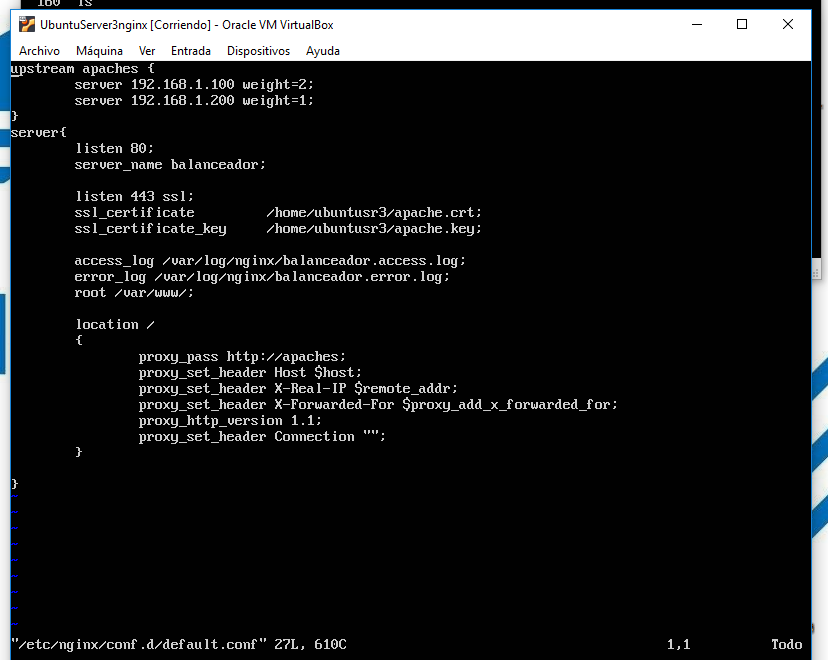 160 ls
UbuntuServer3nginx [Corriendo] - Oracle VM VirtualBox
Archivo Máquina Ver Entrada Dispositivos Ayuda
upstream apaches {
server 192.168.1.100 weight=2;
server 192.168.1.200 weight=1;
}
server{
listen 80;
server_name balanceador;
listen 443 ssl;
ssl_certificate /home/ubuntusr3/apache.crt;
ssl_certificate_key /home/ubuntusr3/apache.key;
access_log /var/log/nginx/balanceador.access.log;
error_log /var/log/nginx/balanceador.error.log;
root /var/www/;
location /
{
proxy_pass http://apaches;
proxy_set_header Host $host;
proxy_set_header X-Real-IP $remote_addr;
proxy_set_header X-Forwarded-For $proxy_add_x_forwarded_for;
proxy_http_version 1.1;
proxy_set_header Connection "";
}
}
~
~
~
~
~
~
~
~
~
"/etc/nginx/conf.d/default.conf" 27L, 610C 1,1 Todo